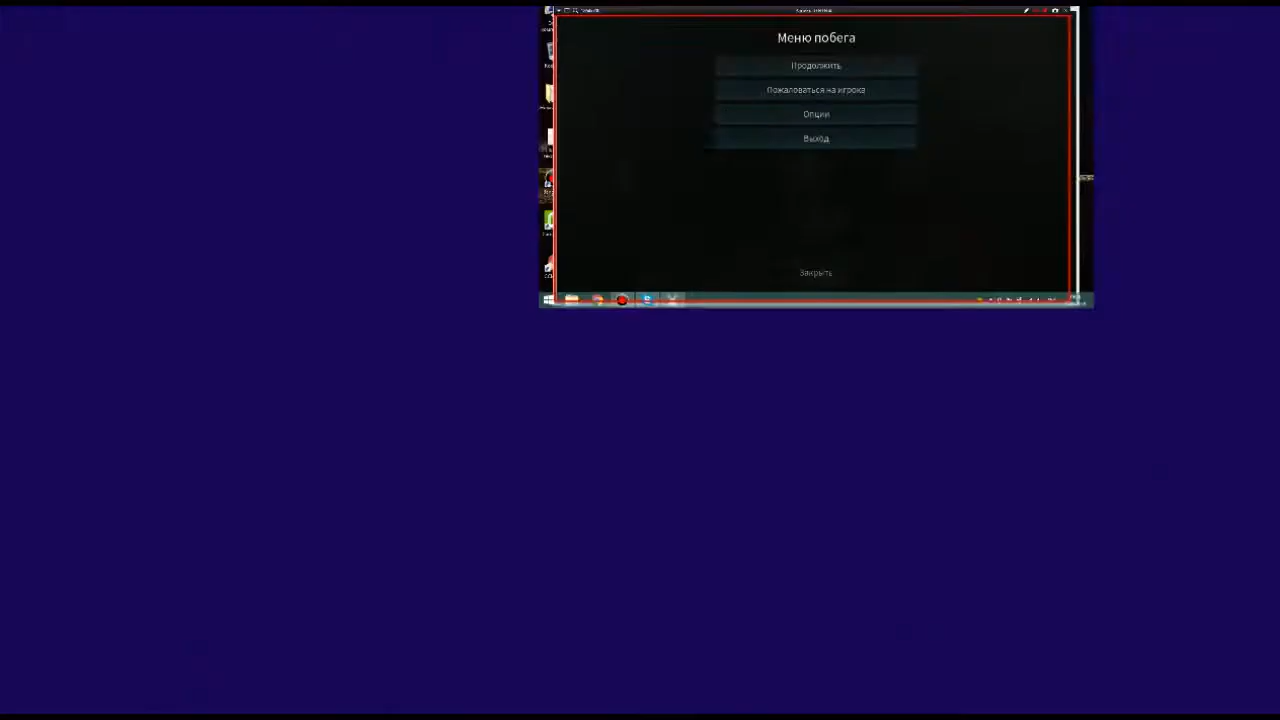 Меню побега
Продолжить
Пожаловаться на игрока
Опции
Выход
Закрыть